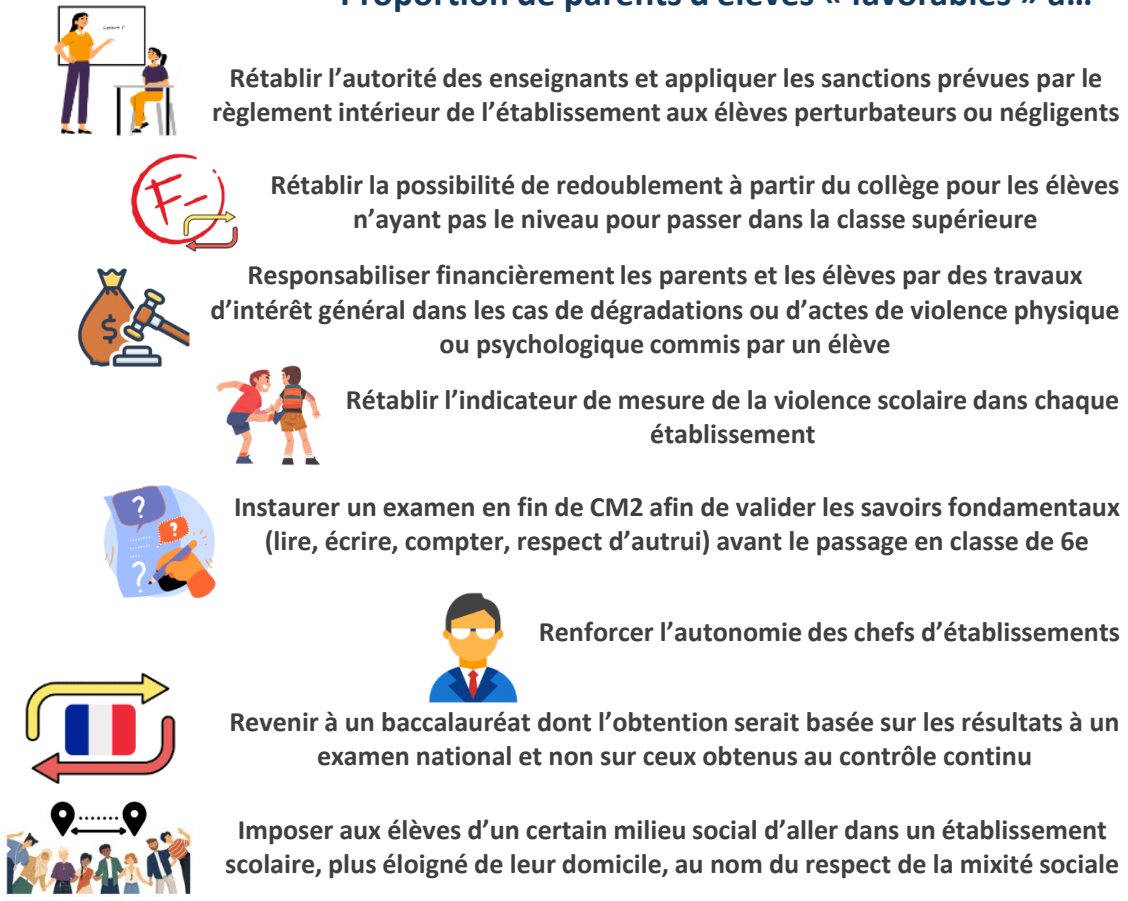 Proportion de parents d'élèves « favorables » à…
Lesson 1
Rétablir l'autorité des enseignants et appliquer les sanctions prévues par le
règlement intérieur de l'établissement aux élèves perturbateurs ou négligents
F-
Rétablir la possibilité de redoublement à partir du collège pour les élèves
n'ayant pas le niveau pour passer dans la classe supérieure
$
Responsabiliser financièrement les parents et les élèves par des travaux
d'intérêt général dans les cas de dégradations ou d'actes de violence physique
ou psychologique commis par un élève
Rétablir l'indicateur de mesure de la violence scolaire dans chaque
établissement
?
?
?
Instaurer un examen en fin de CM2 afin de valider les savoirs fondamentaux
(lire, écrire, compter, respect d'autrui) avant le passage en classe de 6e
Renforcer l'autonomie des chefs d'établissements
Revenir à un baccalauréat dont l'obtention serait basée sur les résultats à un
examen national et non sur ceux obtenus au contrôle continu
Imposer aux élèves d'un certain milieu social d'aller dans un établissement
scolaire, plus éloigné de leur domicile, au nom du respect de la mixité sociale